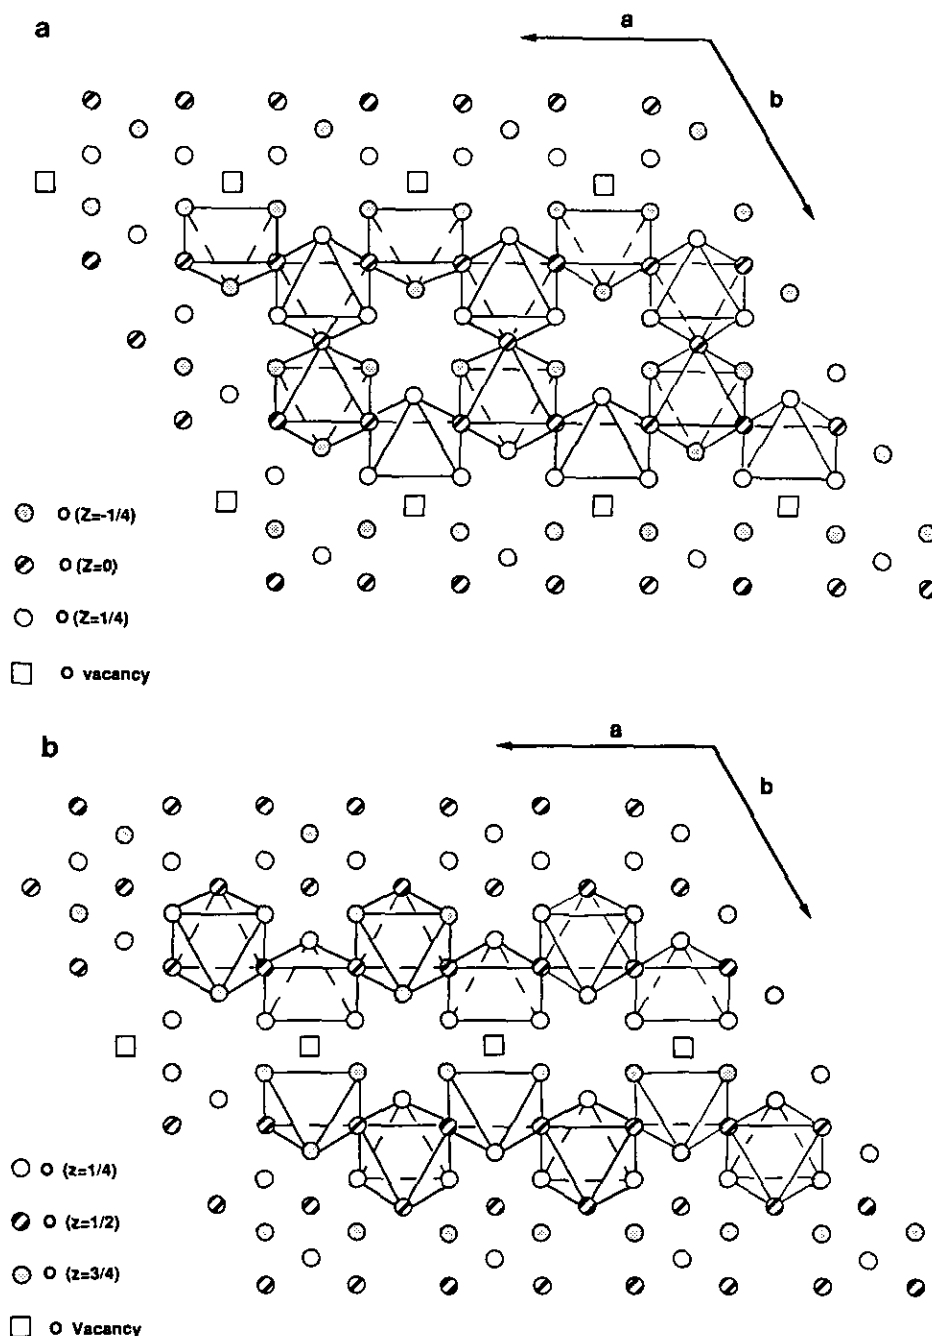 a
a
b
O (Z=-1/4)
O (Z=0)
O (Z=1/4)
O vacancy
b
a
b
O (z=1/4)
O (z=1/2)
O (z=3/4)
O Vacancy